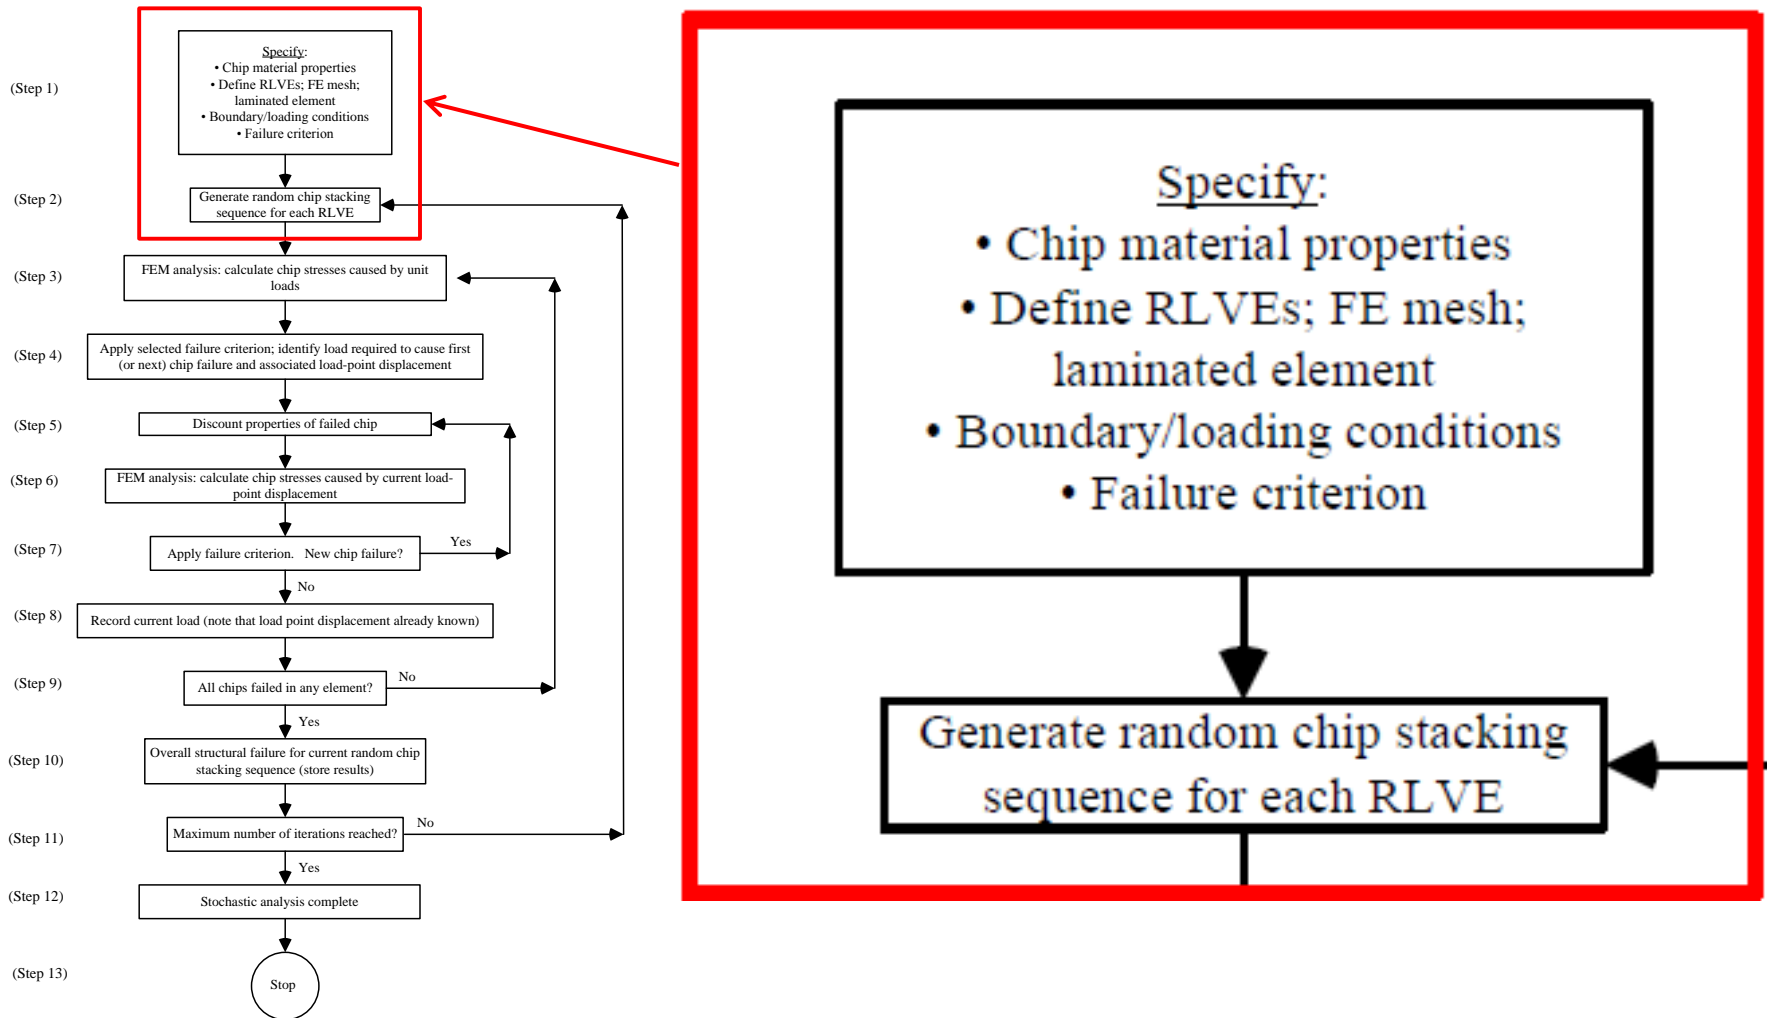 (Step 1)
Specify:
• Chip material properties
• Define RLVEs; FE mesh;
laminated element
• Boundary/loading conditions
• Failure criterion
(Step 2)
Generate random chip stacking
sequence for each RLVE
(Step 3)
FEM analysis: calculate chip stresses caused by unit
loads
(Step 4)
Apply selected failure criterion; identify load required to cause first
(or next) chip failure and associated load-point displacement
(Step 5)
Discount properties of failed chip
(Step 6)
FEM analysis: calculate chip stresses caused by current load-
point displacement
(Step 7)
Apply failure criterion. New chip failure?
Yes
No
(Step 8)
Record current load (note that load point displacement already known)
(Step 9)
All chips failed in any element?
No
Yes
(Step 10)
Overall structural failure for current random chip
stacking sequence (store results)
(Step 11)
Maximum number of iterations reached?
No
Yes
(Step 12)
Stochastic analysis complete
(Step 13)
Stop
Specify:
• Chip material properties
• Define RLVEs; FE mesh;
laminated element
• Boundary/loading conditions
• Failure criterion
Generate random chip stacking
sequence for each RLVE